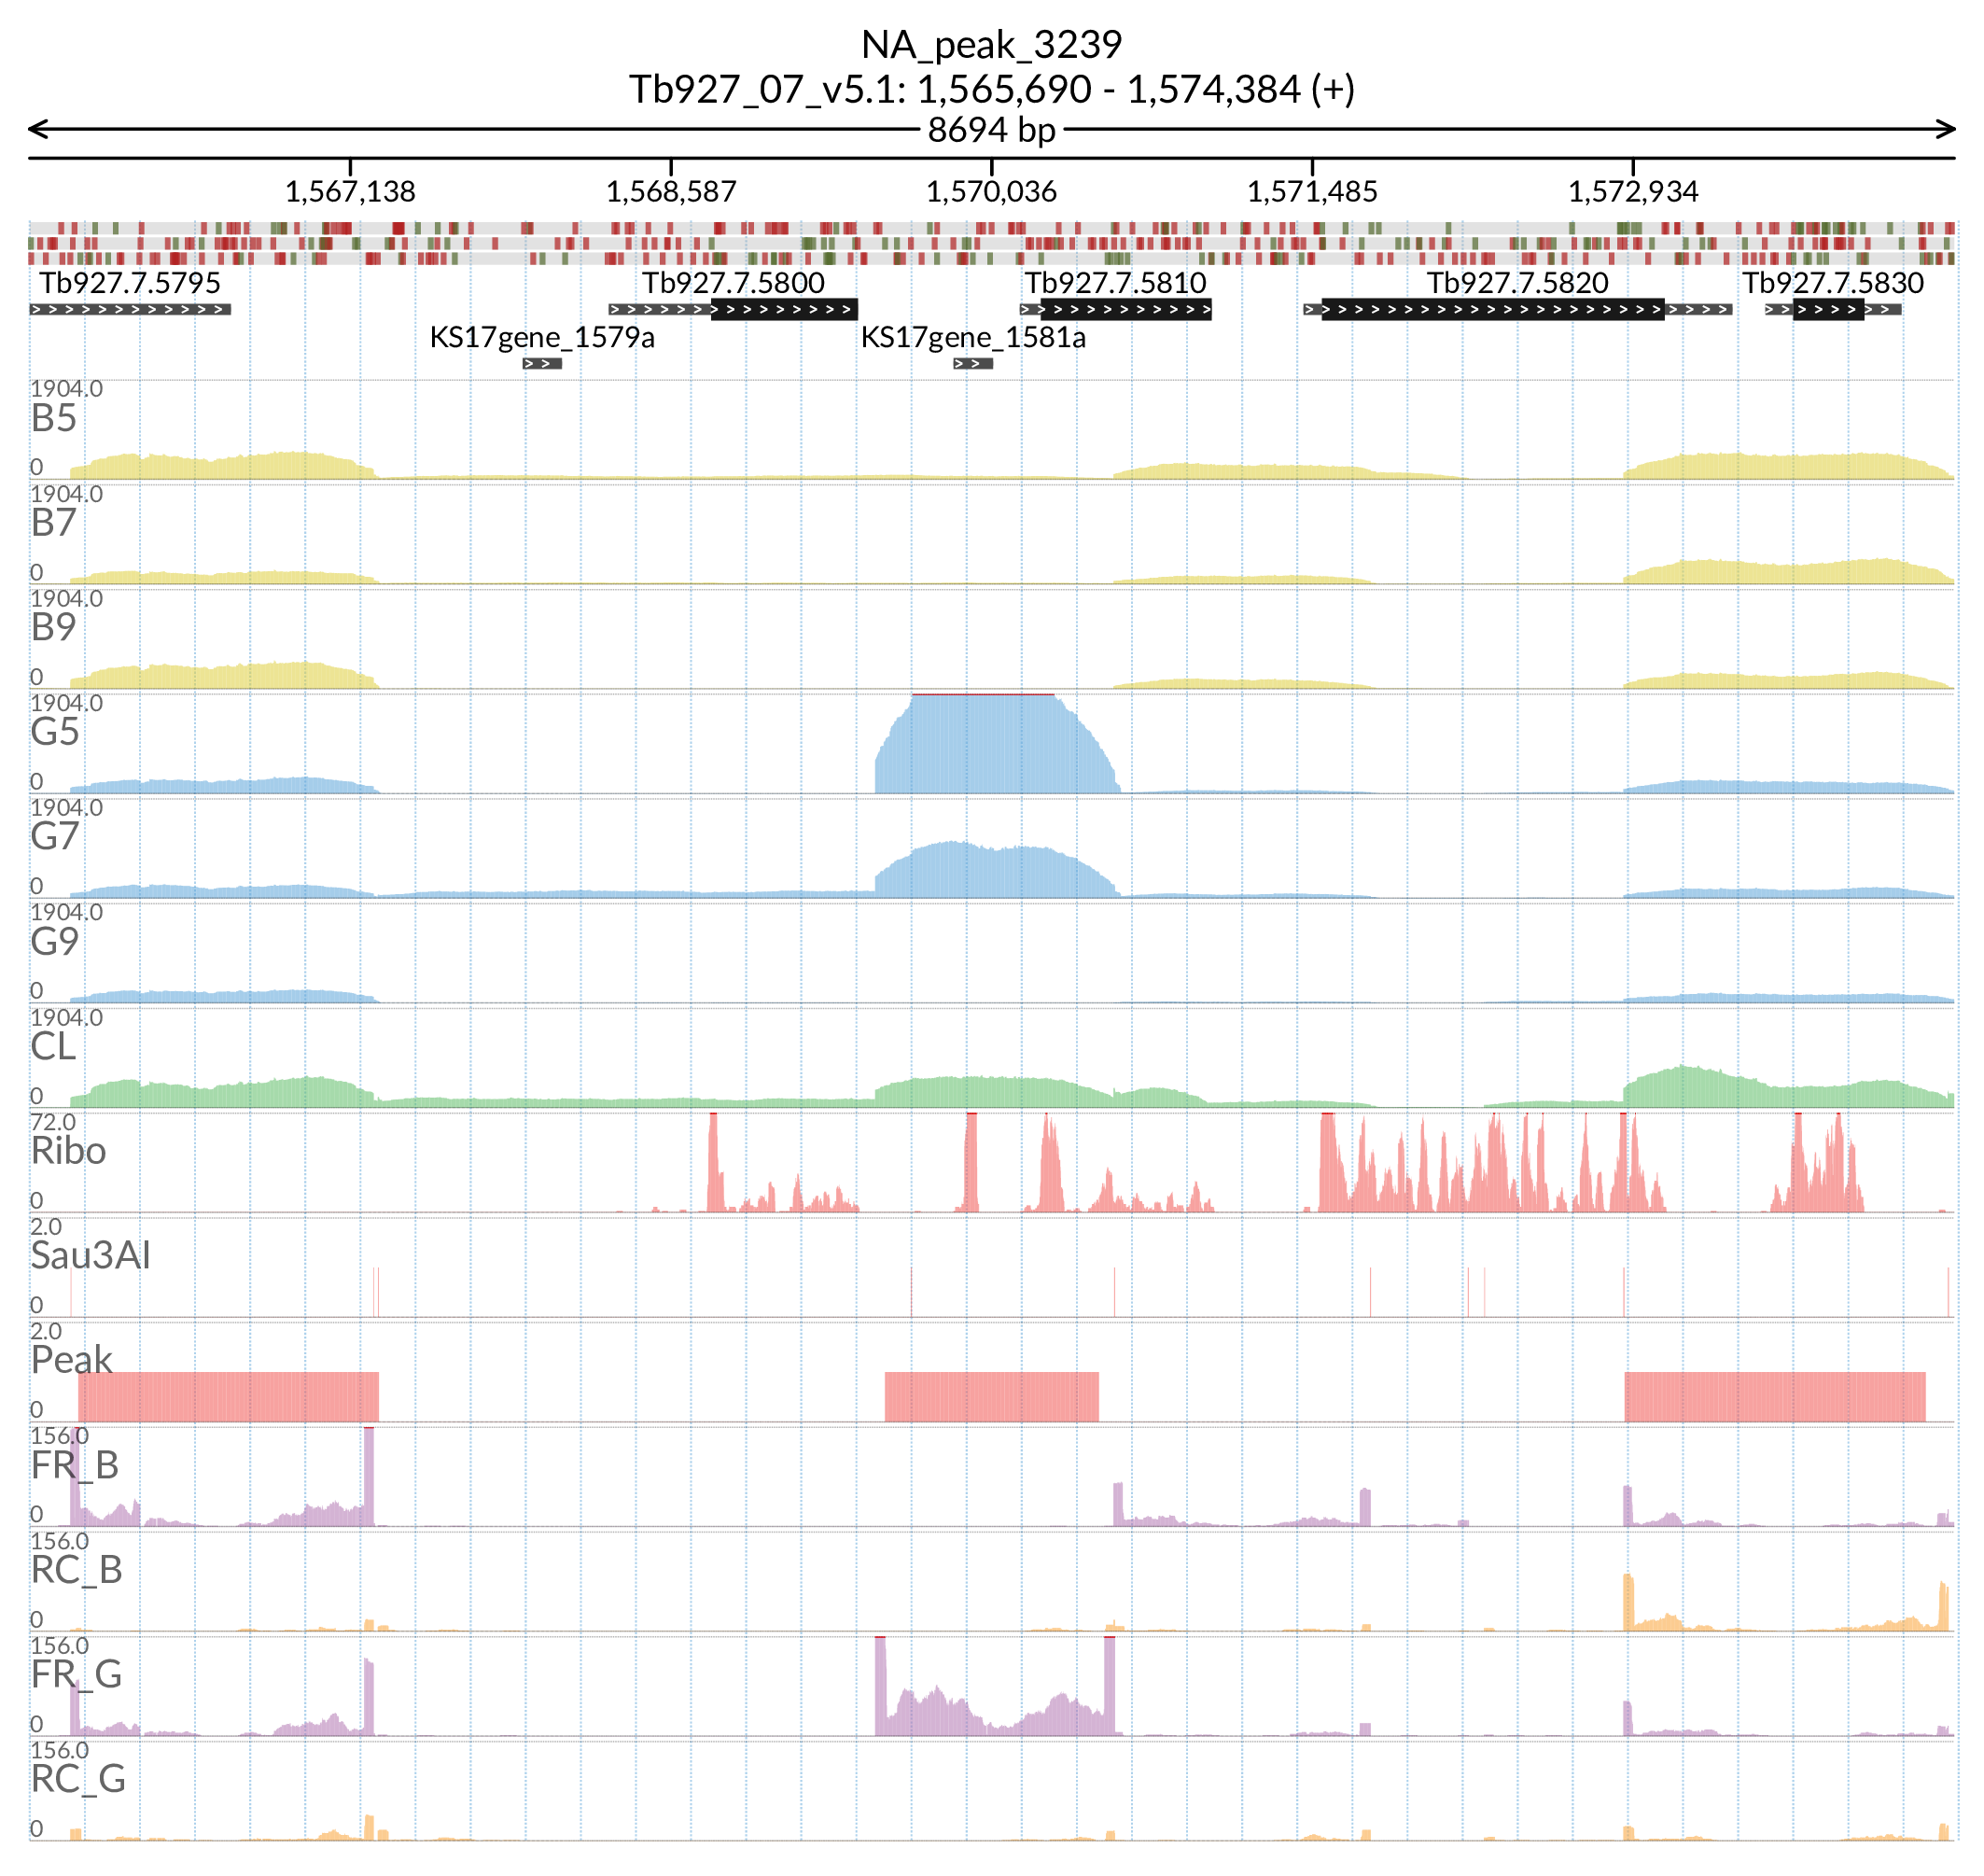 NA_peak_3239
Tb927_07_v5.1: 1,565,690 - 1,574,384 (+)
8694 bp
1,567,138 1,568,587 1,570,036 1,571,485 1,572,934
Tb927.7.5795 Tb927.7.5800 Tb927.7.5810 Tb927.7.5820 Tb927.7.5830
KS17gene_1579a KS17gene_1581a
1904.0
B5
0
1904.0
B7
0
1904.0
B9
0
1904.0
G5
0
1904.0
G7
0
1904.0
G9
0
1904.0
CL
0
72.0
Ribo
0
2.0
Sau3AI
0
2.0
Peak
0
156.0
FR_B
0
156.0
RC_B
0
156.0
FR_G
0
156.0
RC_G
0